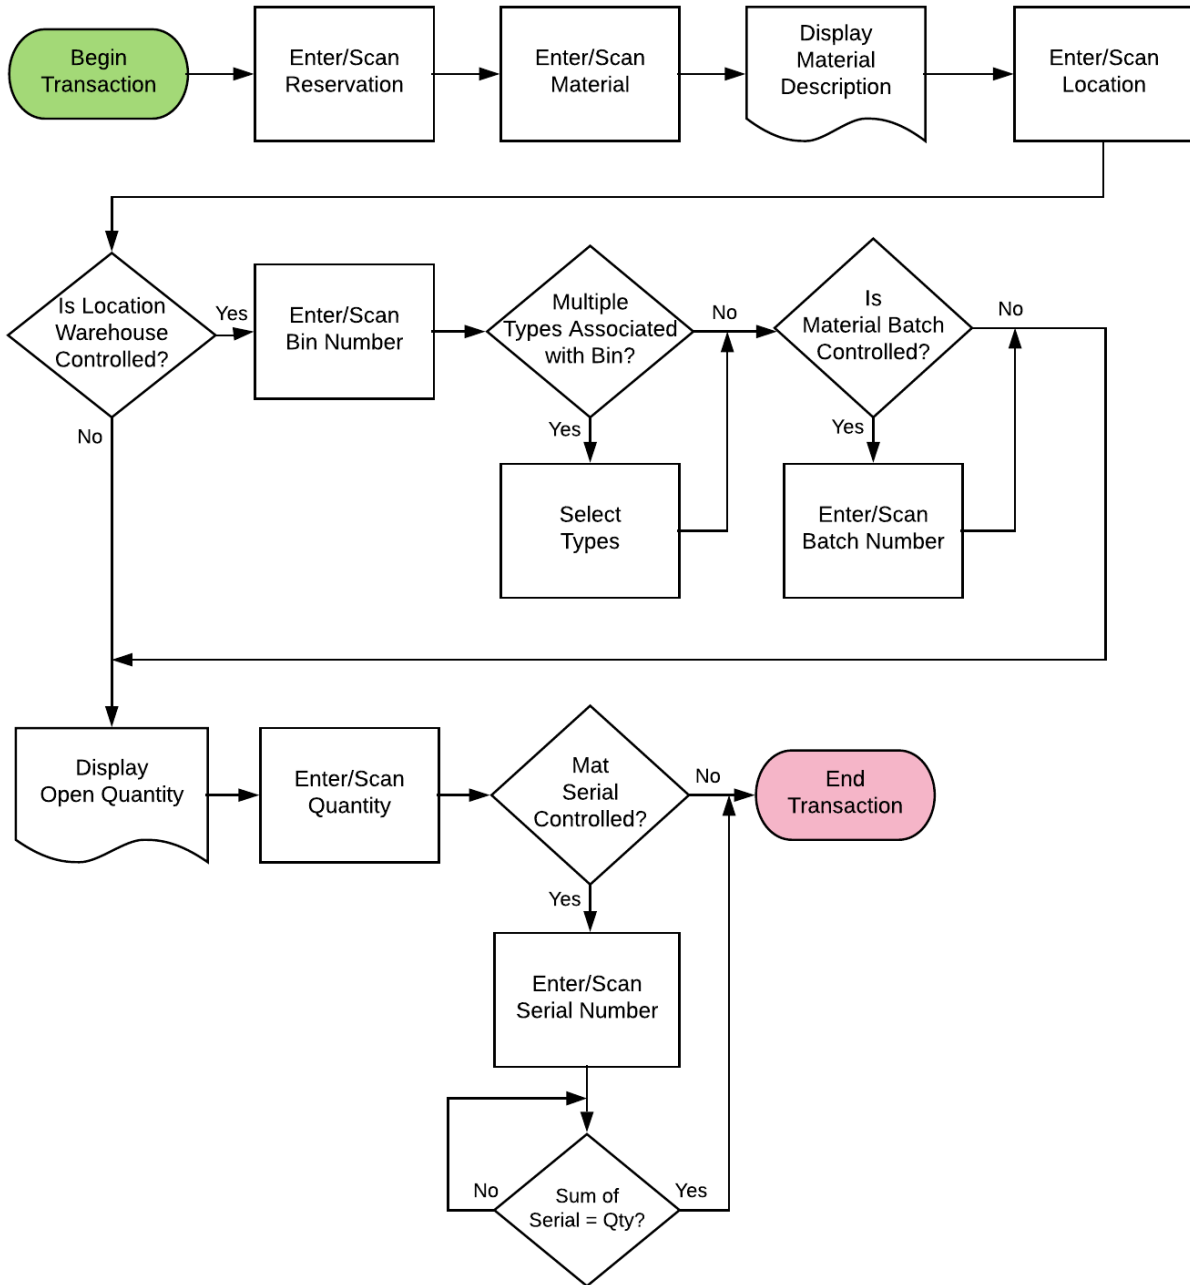 Begin
Transaction
Enter/Scan
Reservation
Enter/Scan
Material
Display
Material
Description
Enter/Scan
Location
Is Location
Warehouse
Controlled?
Yes
No
Enter/Scan
Bin Number
Multiple
Types Associated
with Bin?
No
Yes
Select
Types
Is
Material Batch
Controlled?
No
Yes
Enter/Scan
Batch Number
Display
Open Quantity
Enter/Scan
Quantity
Mat
Serial
Controlled?
No
Yes
End
Transaction
Enter/Scan
Serial Number
No
Sum of
Serial = Qty?
Yes